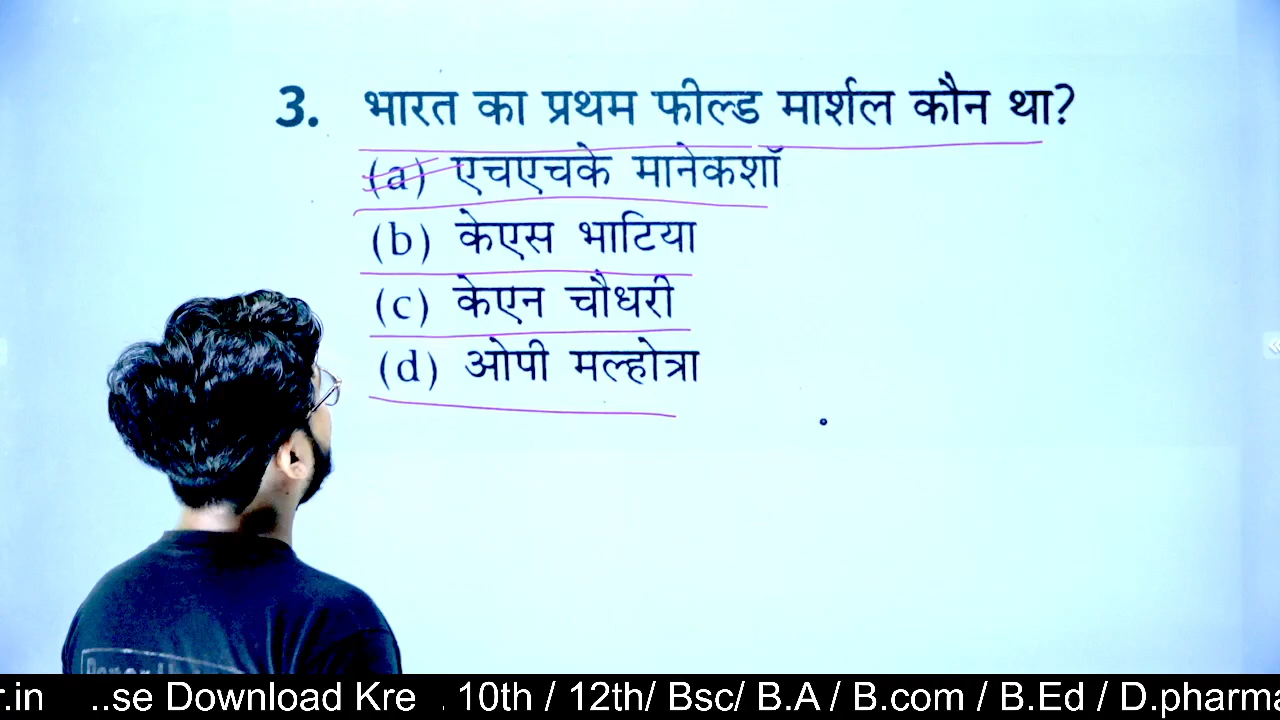 3. भारत का प्रथम फील्ड मार्शल कौन था?
(a) एचएचके मानेकशॉ
(b) केएस भाटिया
(c) केएन चौधरी
(d) ओपी मल्होत्रा
r.in ..se Download Kre . 10th / 12th/ Bsc/ B.A / B.com / B.Ed / D.pharma